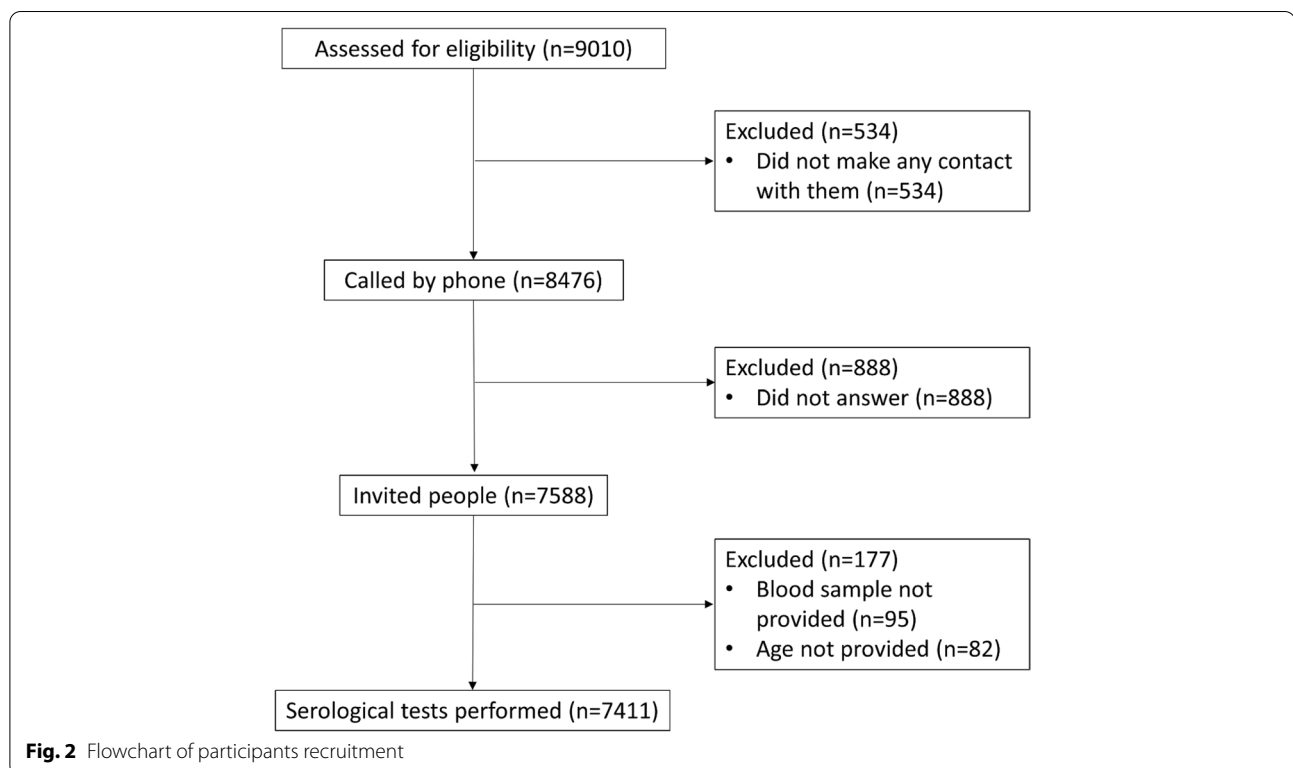 Assessed for eligibility (n=9010)
Excluded (n=534)
• Did not make any contact
with them (n=534)
Called by phone (n=8476)
Excluded (n=888)
• Did not answer (n=888)
Invited people (n=7588)
Excluded (n=177)
• Blood sample not
provided (n=95)
• Age not provided (n=82)
Serological tests performed (n=7411)
Fig. 2 Flowchart of participants recruitment